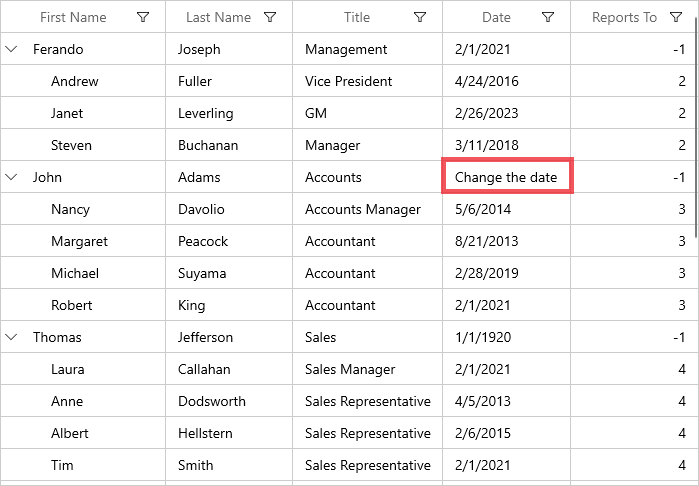 First Name Last Name Title Date Reports To
Ferando Joseph Management 2/1/2021 -1
Andrew Fuller Vice President 4/24/2016 2
Janet Leverling GM 2/26/2023 2
Steven Buchanan Manager 3/11/2018 2
John Adams Accounts Change the date -1
Nancy Davolio Accounts Manager 5/6/2014 3
Margaret Peacock Accountant 8/21/2013 3
Michael Suyama Accountant 2/28/2019 3
Robert King Accountant 2/1/2021 3
Thomas Jefferson Sales 1/1/1920 -1
Laura Callahan Sales Manager 2/1/2021 4
Anne Dodsworth Sales Representative 4/5/2013 4
Albert Hellstern Sales Representative 2/6/2015 4
Tim Smith Sales Representative 2/1/2021 4